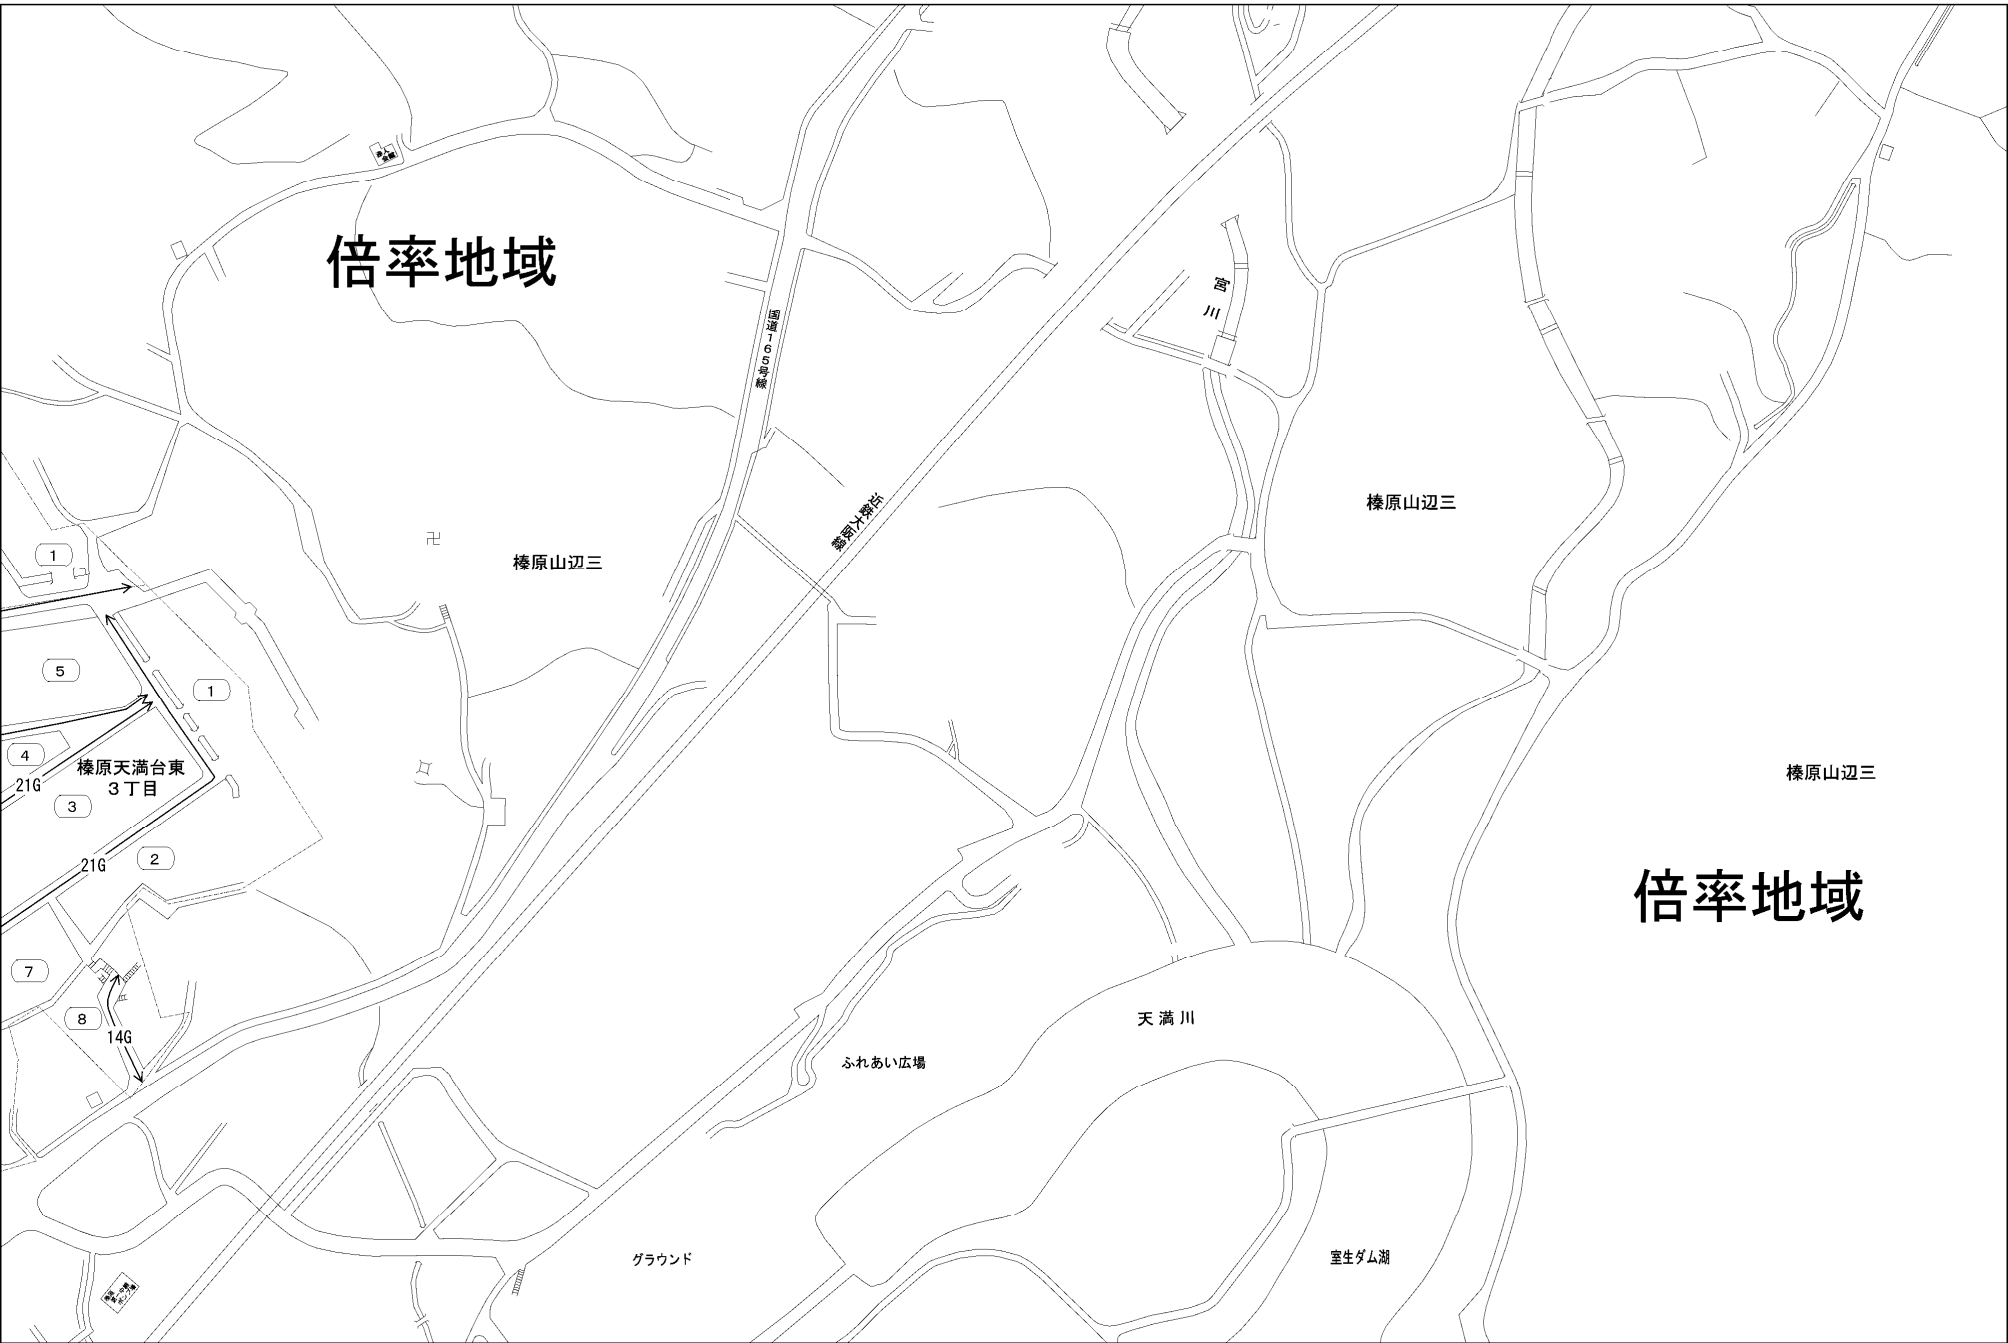 倍率地域
国道165号線
宮川
近鉄大阪線
榛原山辺三
榛原山辺三
1
5
1
4
榛原天満台東
3丁目
21G
3
21G
2
7
8
14G
榛原山辺三
倍率地域
天満川
ふれあい広場
グラウンド
室生ダム湖